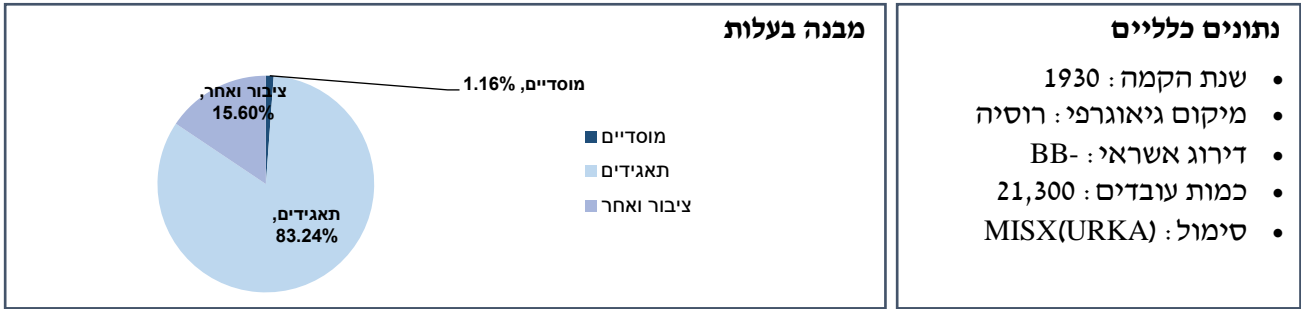 נתונים כלליים
• שנת הקמה: 1930
• מיקום גיאוגרפי: רוסיה
• דירוג אשראי: BB-
• כמות עובדים: 21,300
• סימול: MISX(URKA)
מבנה בעלות
מוסדיים, 1.16%
ציבור ואחר,
15.60%
תאגידים,
83.24%
מוסדיים
תאגידים
ציבור ואחר